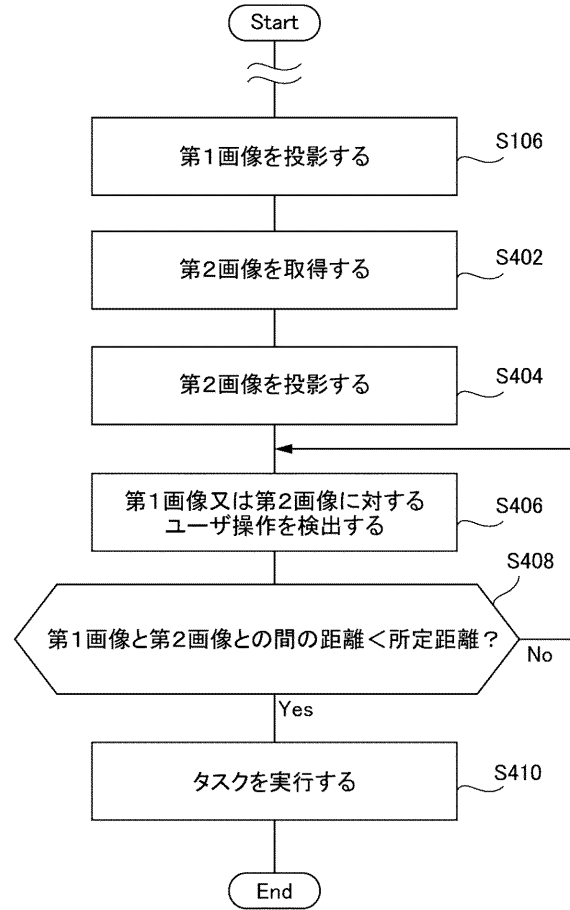 Start
第1画像を投影する
S106
第2画像を取得する
S402
第2画像を投影する
S404
第1画像又は第2画像に対する
ユーザ操作を検出する
S406
S408
第1画像と第2画像との間の距離＜所定距離？
No
Yes
タスクを実行する
S410
End